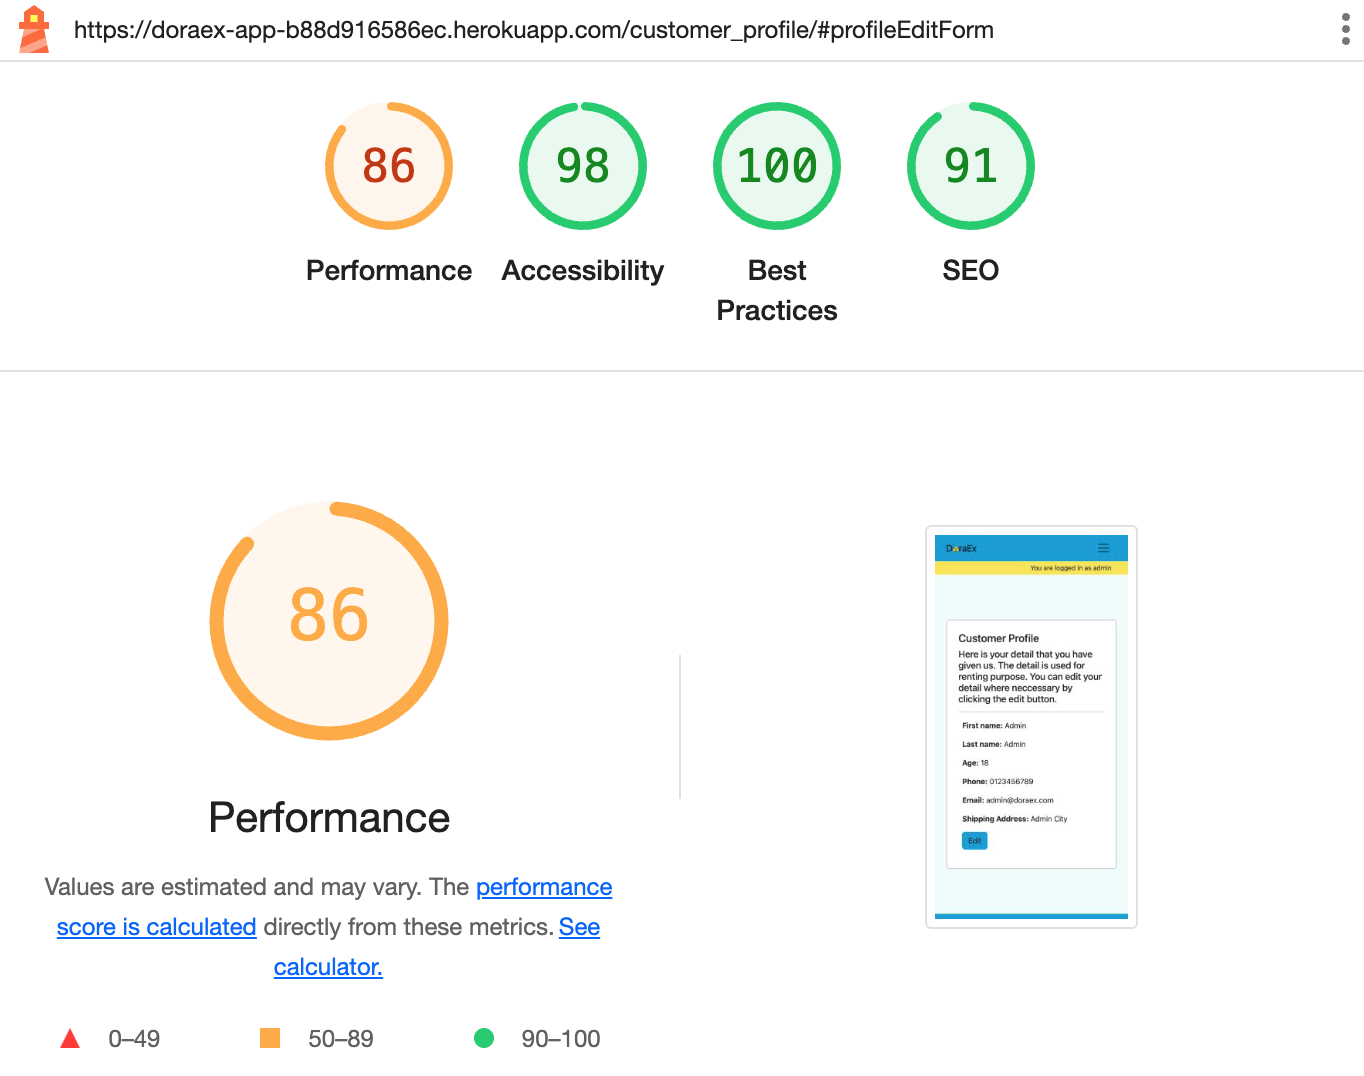 https://doraex-app-b88d916586ec.herokuapp.com/customer_profile/#profileEditForm
86
98
100
91
Performance
Accessibility
Best
Practices
SEO
86
Performance
Values are estimated and may vary. The performance
score is calculated directly from these metrics. See
calculator.
0–49
50–89
90–100
DoraEx
You are logged in as admin
Customer Profile
Here is your detail that you have
given us. The detail is used for
renting purpose. You can edit your
detail where neccessary by
clicking the edit button.
First name: Admin
Last name: Admin
Age: 18
Phone: 0123456789
Email: admin@doraex.com
Shipping Address: Admin City
Edit